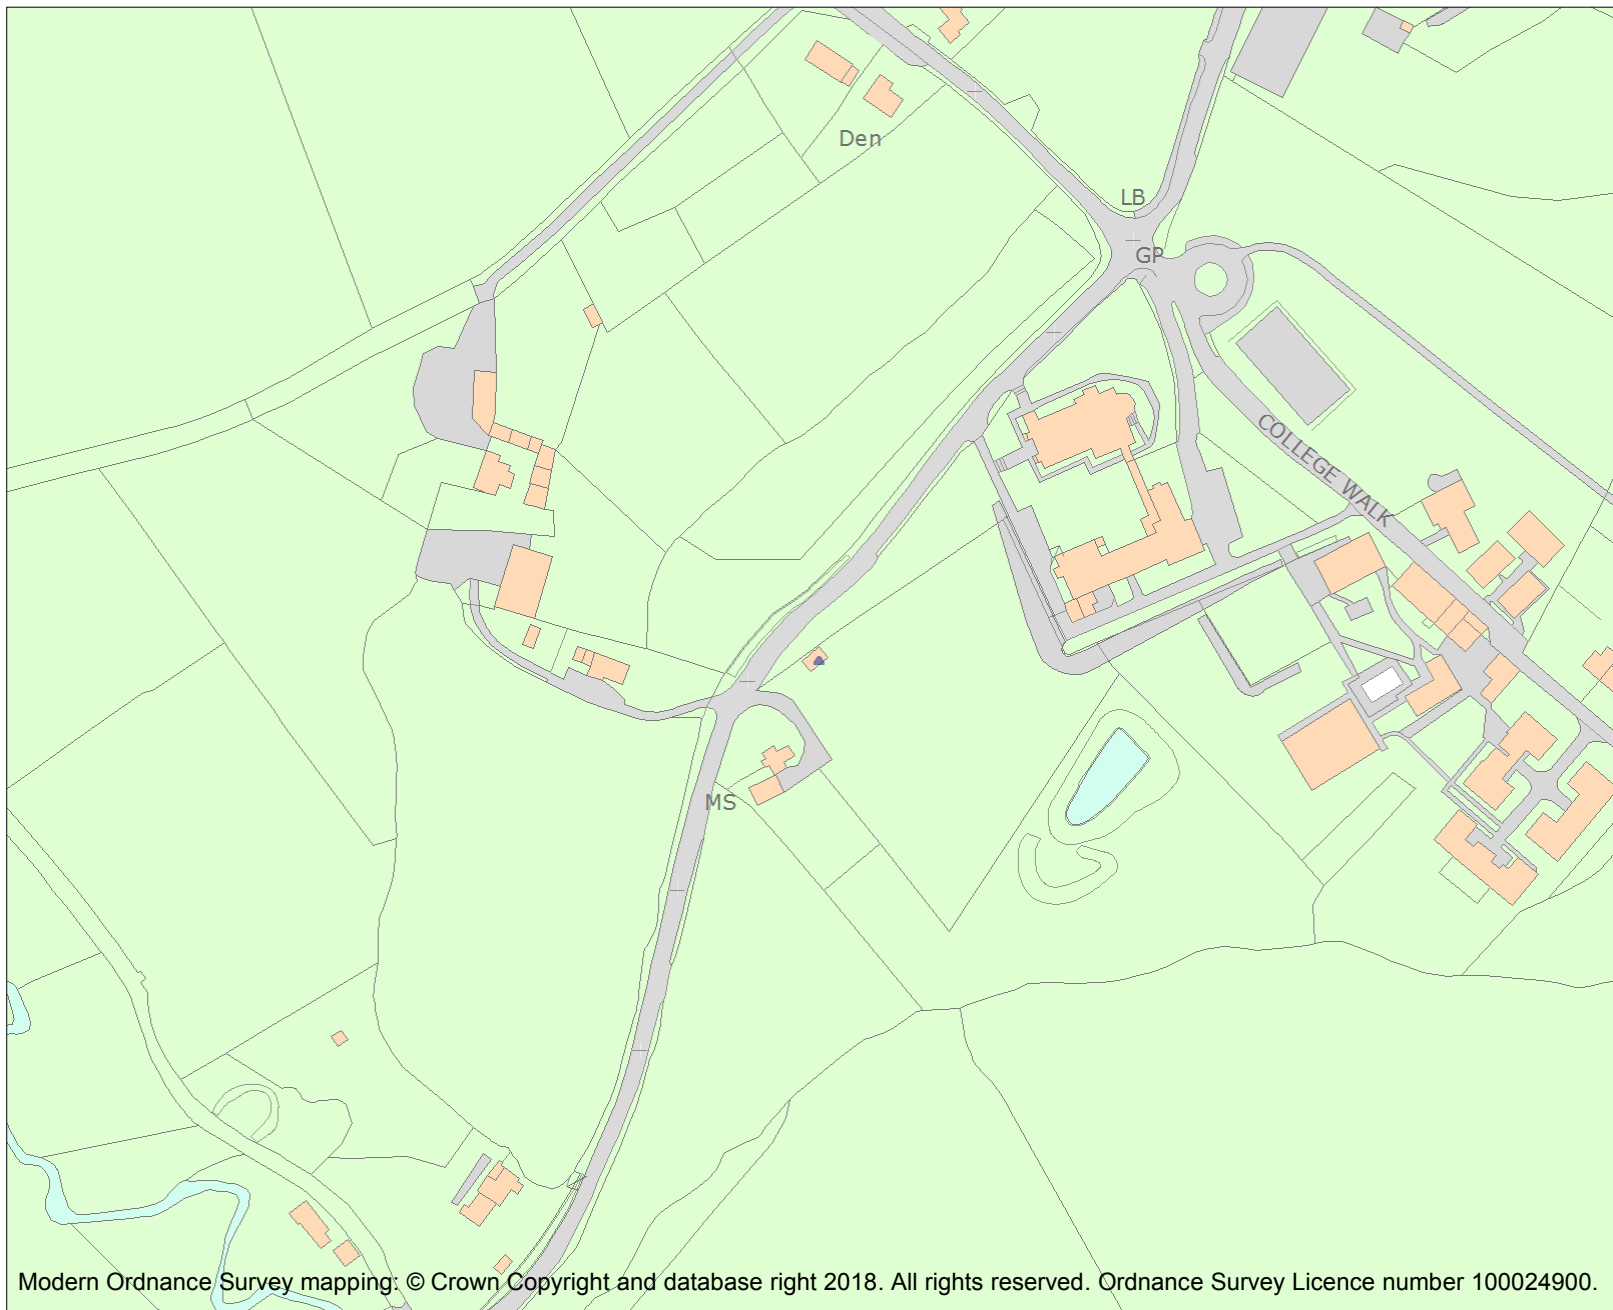 Den
LB
GP
COLLEGE WALK
MS
Modern Ordnance Survey mapping: © Crown Copyright and database right 2018. All rights reserved. Ordnance Survey Licence number 100024900.